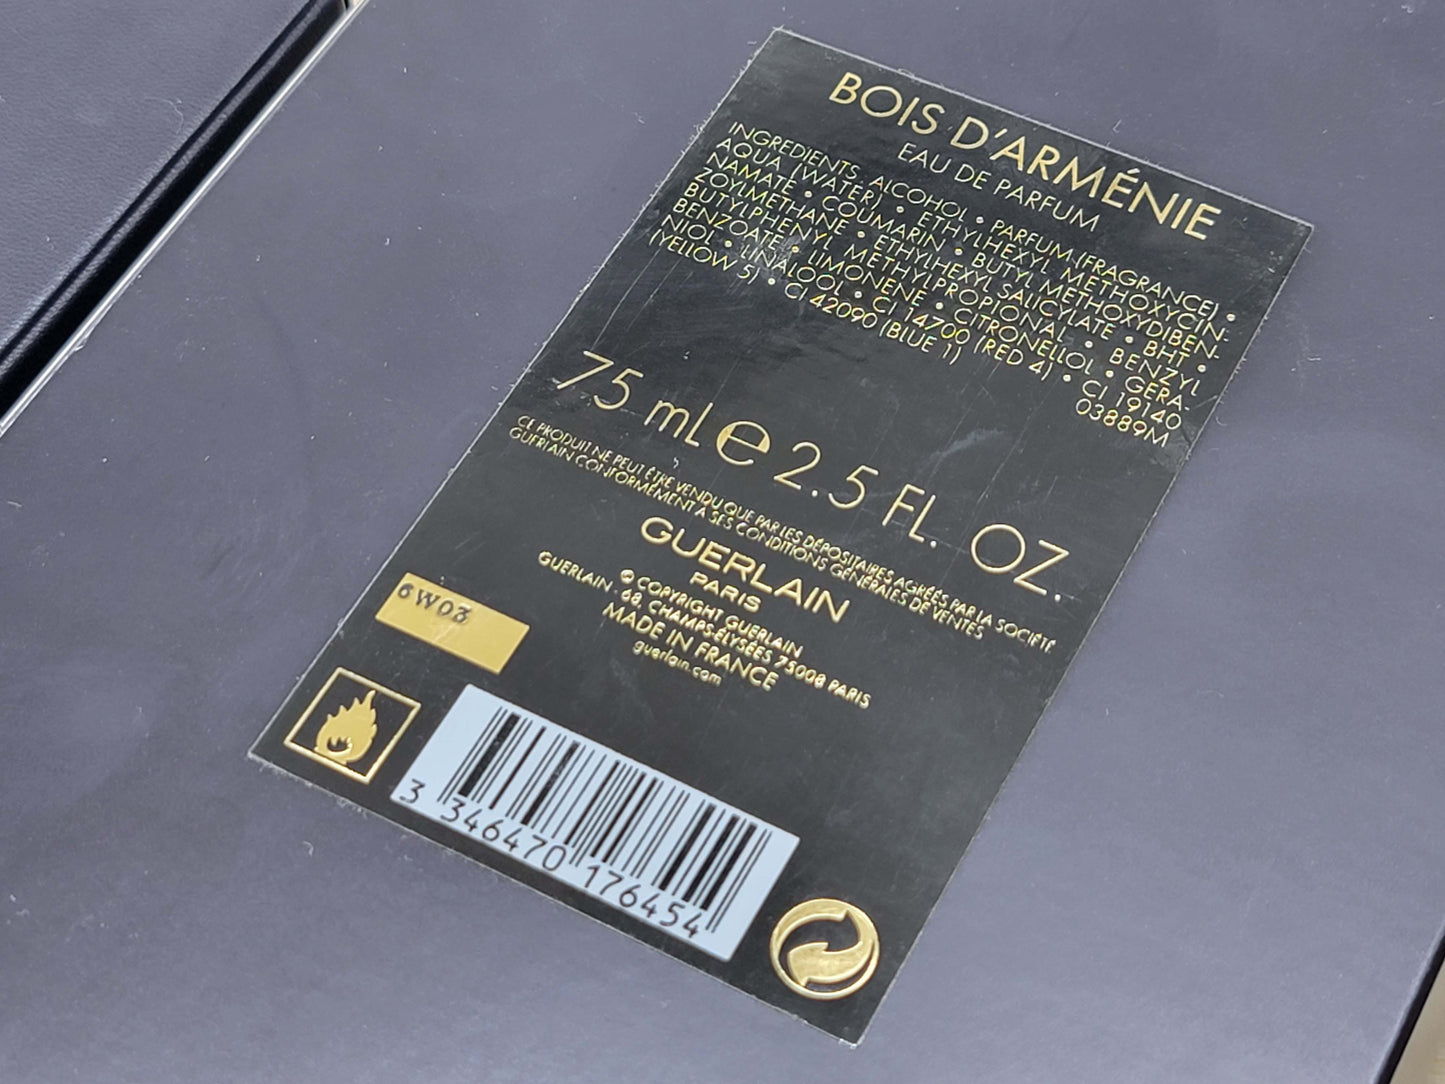 BOIS D'ARMÉNIE
EAU DE PARFUM
INGREDIENTS: ALCOHOL • PARFUM (FRAGRANCE) •
AQUA (WATER) • ETHYLHEXYL METHOXYCIN-
NAMATE • COUMARIN • BUTYL METHOXYDIBEN-
ZOYLMETHANE • ETHYLHEXYL SALICYLATE • BHT •
BUTYLPHENYL METHYLPROPIONAL • BENZYL
BENZOATE • LIMONENE • CITRONELLOL • GERA-
NIOL • LINALOOL • CI 14700 (RED 4) • CI 19140
(YELLOW 5) • CI 42090 (BLUE 1) 03889M
75 mL e 2.5 FL. OZ.
CE PRODUIT NE PEUT ÊTRE VENDU QUE PAR LES DÉPOSITAIRES AGRÉÉS PAR LA SOCIÉTÉ
GUERLAIN CONFORMÉMENT À SES CONDITIONS GÉNÉRALES DE VENTES
GUERLAIN
PARIS
© COPYRIGHT GUERLAIN
GUERLAIN . 68, CHAMPS-ELYSÉES 75008 PARIS
MADE IN FRANCE
guerlain.com
6W03
3 346470 176454